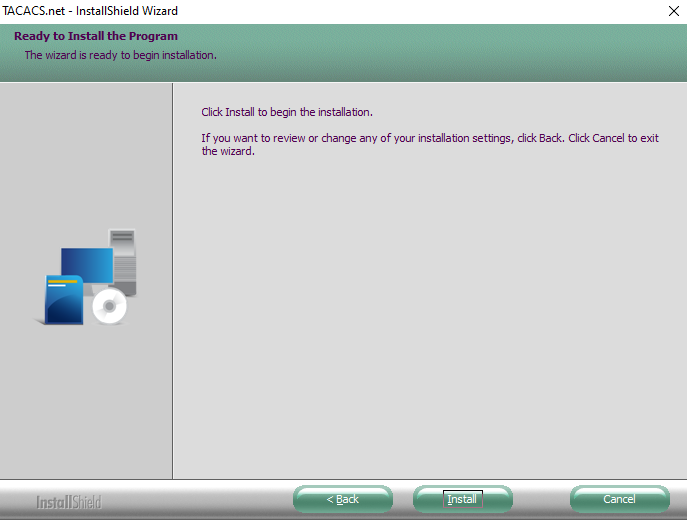 TACACS.net - InstallShield Wizard
Ready to Install the Program
The wizard is ready to begin installation.
Click Install to begin the installation.
If you want to review or change any of your installation settings, click Back. Click Cancel to exit
the wizard.
InstallShield
< Back Install Cancel